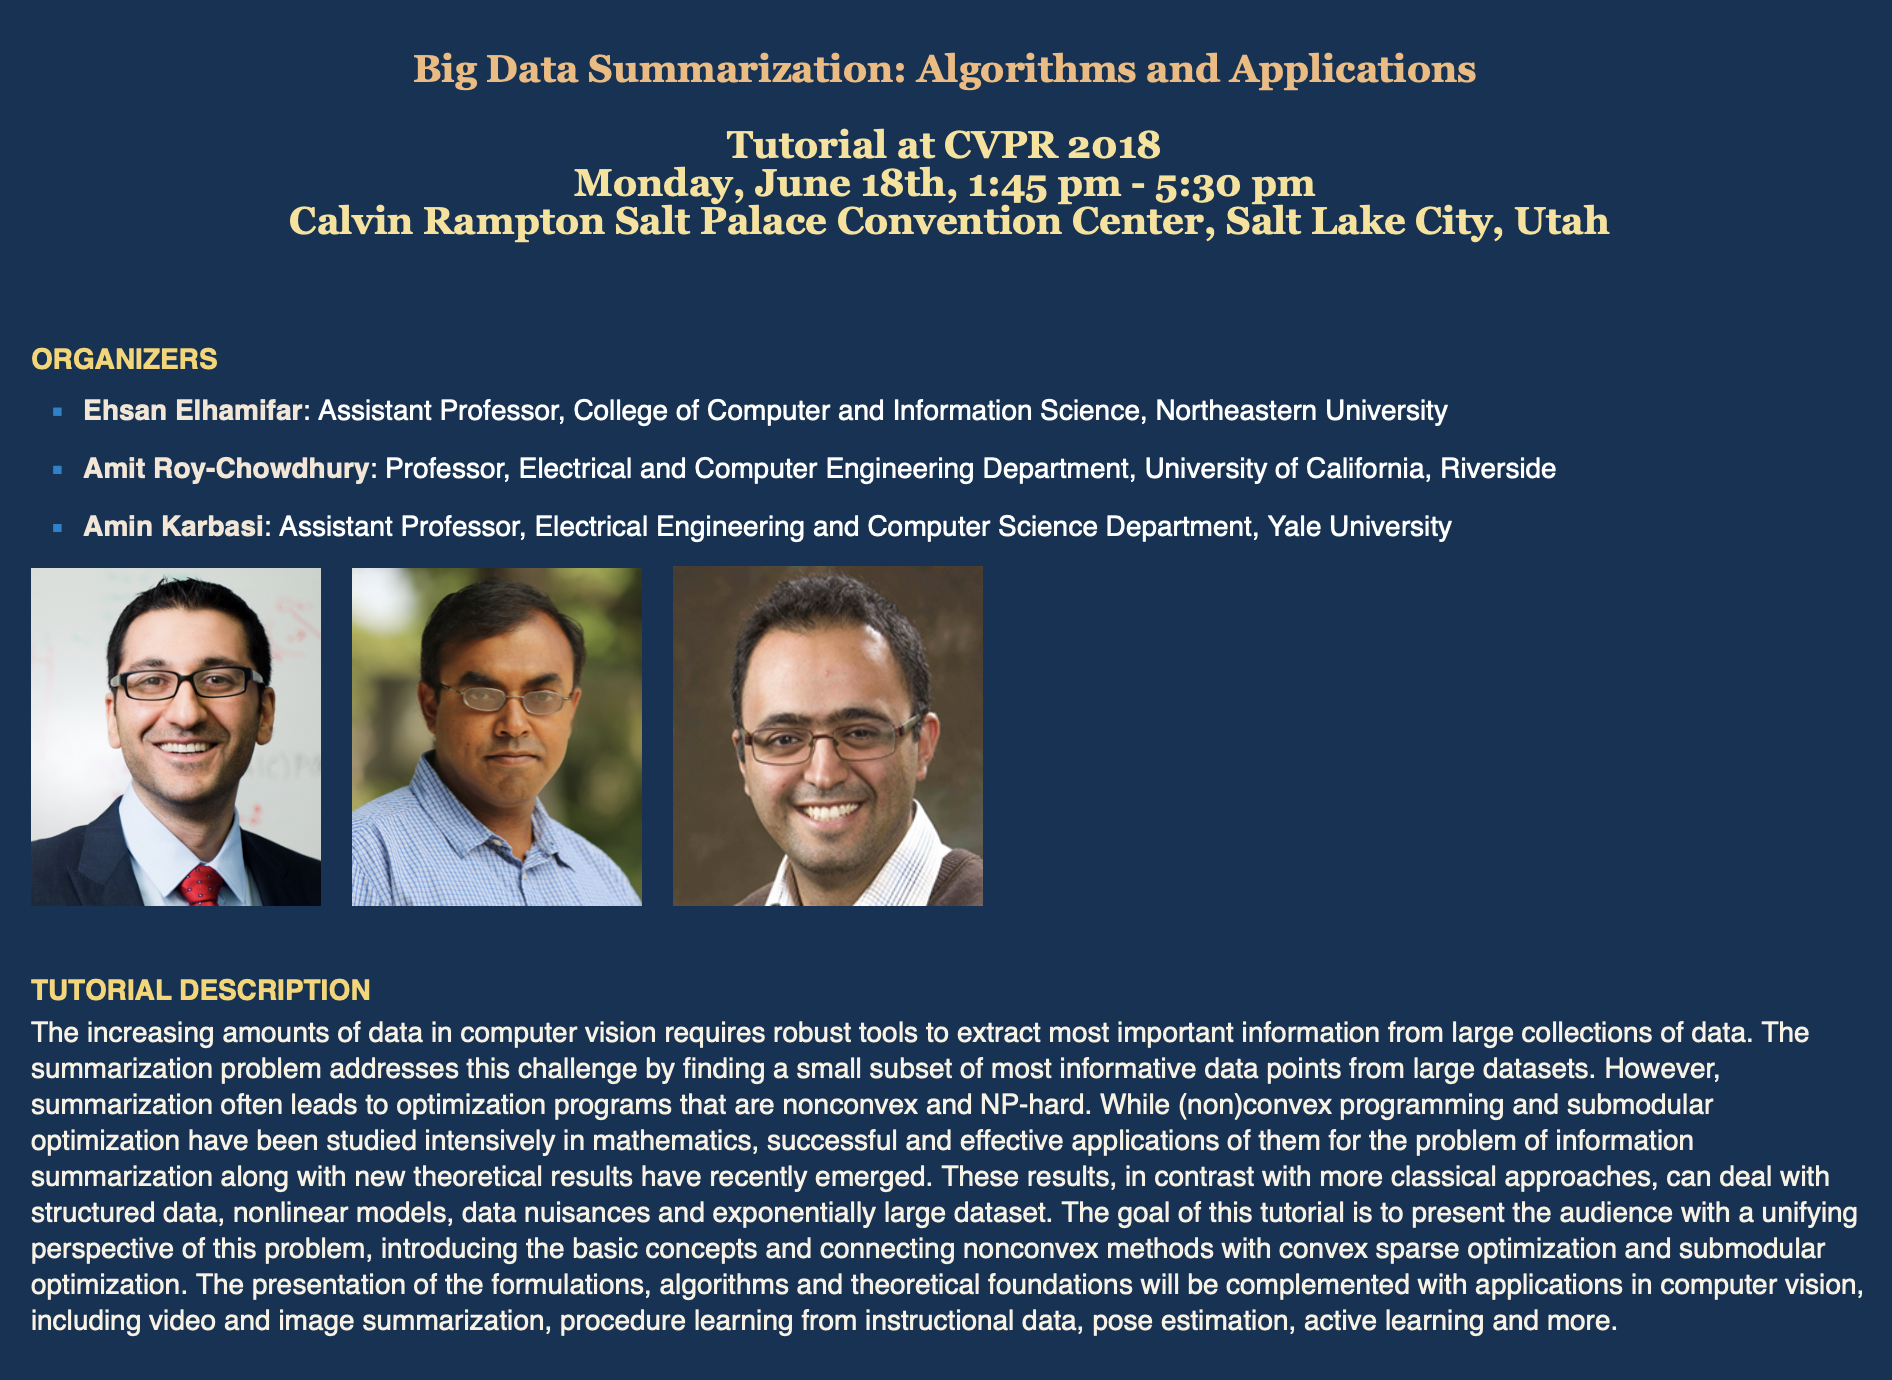 Big Data Summarization: Algorithms and Applications
Tutorial at CVPR 2018
Monday, June 18th, 1:45 pm - 5:30 pm
Calvin Rampton Salt Palace Convention Center, Salt Lake City, Utah
ORGANIZERS
Ehsan Elhamifar: Assistant Professor, College of Computer and Information Science, Northeastern University
Amit Roy-Chowdhury: Professor, Electrical and Computer Engineering Department, University of California, Riverside
Amin Karbasi: Assistant Professor, Electrical Engineering and Computer Science Department, Yale University
TUTORIAL DESCRIPTION
The increasing amounts of data in computer vision requires robust tools to extract most important information from large collections of data. The
summarization problem addresses this challenge by finding a small subset of most informative data points from large datasets. However,
summarization often leads to optimization programs that are nonconvex and NP-hard. While (non)convex programming and submodular
optimization have been studied intensively in mathematics, successful and effective applications of them for the problem of information
summarization along with new theoretical results have recently emerged. These results, in contrast with more classical approaches, can deal with
structured data, nonlinear models, data nuisances and exponentially large dataset. The goal of this tutorial is to present the audience with a unifying
perspective of this problem, introducing the basic concepts and connecting nonconvex methods with convex sparse optimization and submodular
optimization. The presentation of the formulations, algorithms and theoretical foundations will be complemented with applications in computer vision,
including video and image summarization, procedure learning from instructional data, pose estimation, active learning and more.